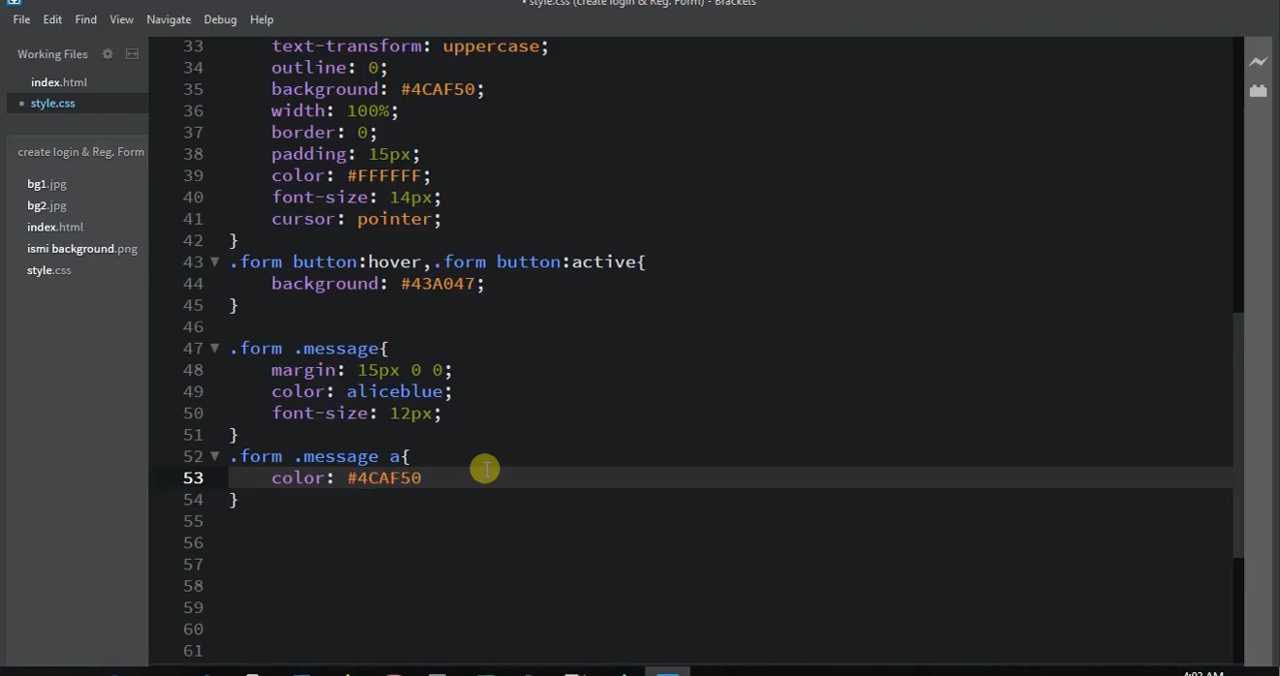 • style.css (create login & Reg. Form) - Brackets
File Edit Find View Navigate Debug Help
Working Files
index.html
• style.css
create login & Reg. Form
bg1.jpg
bg2.jpg
index.html
ismi background.png
style.css
33 text-transform: uppercase;
34 outline: 0;
35 background: #4CAF50;
36 width: 100%;
37 border: 0;
38 padding: 15px;
39 color: #FFFFFF;
40 font-size: 14px;
41 cursor: pointer;
42 }
43 .form button:hover,.form button:active{
44 background: #43A047;
45 }
46
47 .form .message{
48 margin: 15px 0 0;
49 color: aliceblue;
50 font-size: 12px;
51 }
52 .form .message a{
53 color: #4CAF50
54 }
55
56
57
58
59
60
61
4:02 AM